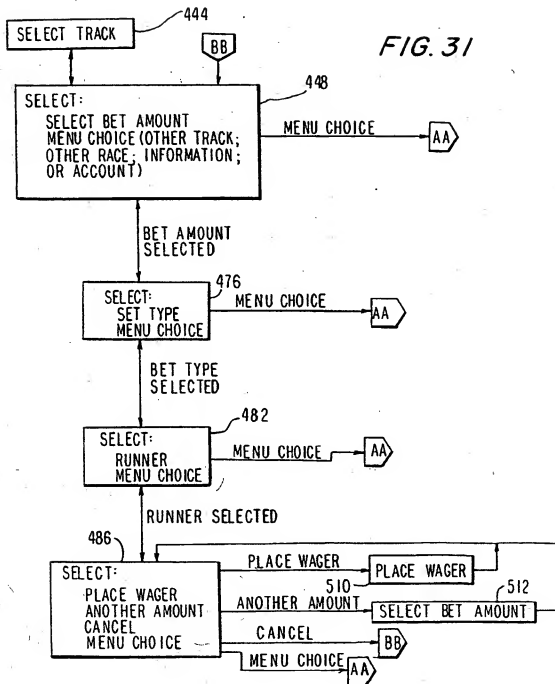 444
SELECT TRACK
BB
FIG. 31
448
SELECT:
SELECT BET AMOUNT
MENU CHOICE (OTHER TRACK;
OTHER RACE; INFORMATION;
OR ACCOUNT)
MENU CHOICE
AA
BET AMOUNT
SELECTED
476
SELECT:
SET TYPE
MENU CHOICE
MENU CHOICE
AA
BET TYPE
SELECTED
482
SELECT:
RUNNER
MENU CHOICE
MENU CHOICE
AA
RUNNER SELECTED
486
SELECT:
PLACE WAGER
ANOTHER AMOUNT
CANCEL
MENU CHOICE
PLACE WAGER
510
PLACE WAGER
512
ANOTHER AMOUNT
SELECT BET AMOUNT
CANCEL
BB
MENU CHOICE
AA